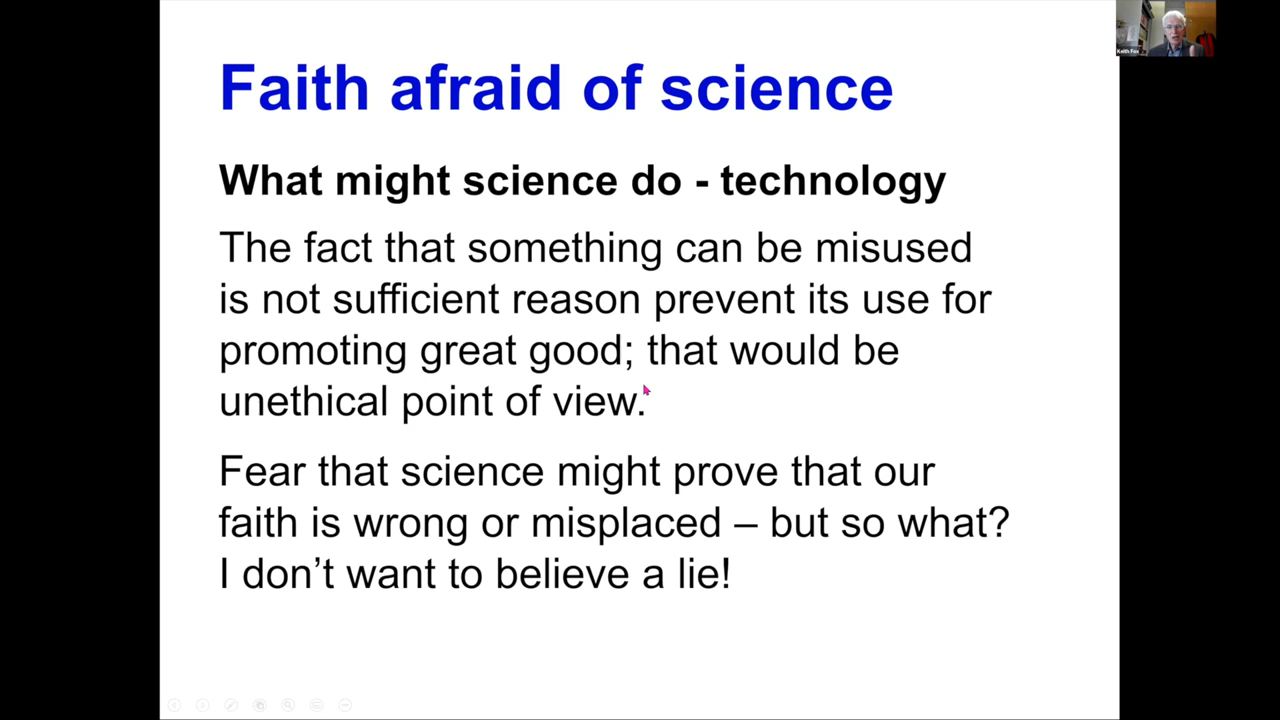 Faith afraid of science
What might science do - technology
The fact that something can be misused
is not sufficient reason prevent its use for
promoting great good; that would be
unethical point of view.
Fear that science might prove that our
faith is wrong or misplaced – but so what?
I don’t want to believe a lie!
Keith Fox